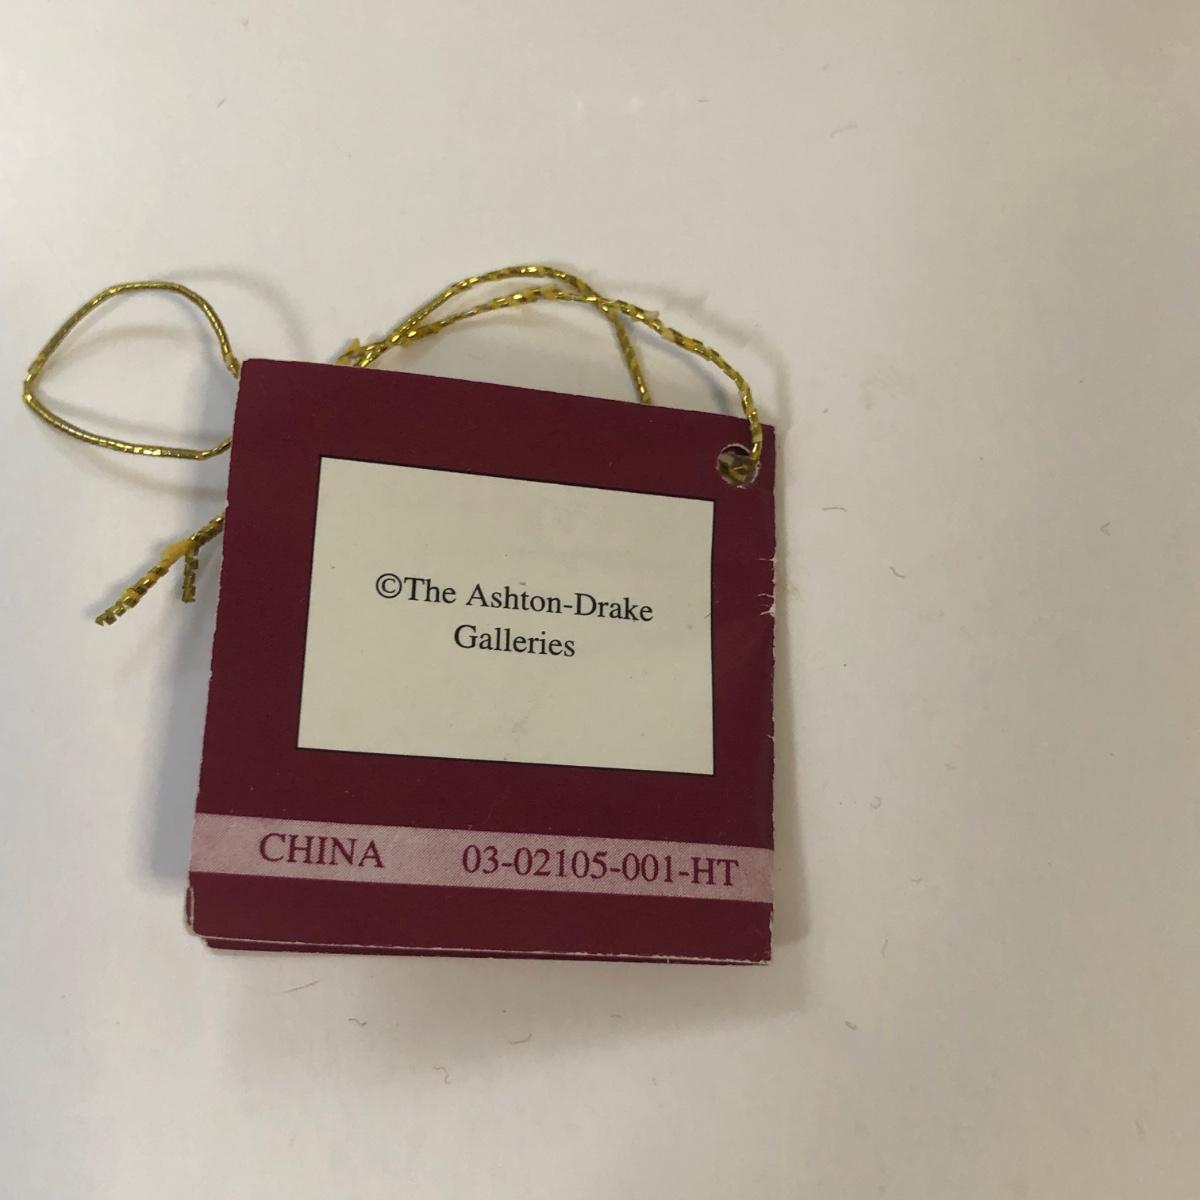 ©The Ashton-Drake
Galleries
CHINA 03-02105-001-HT